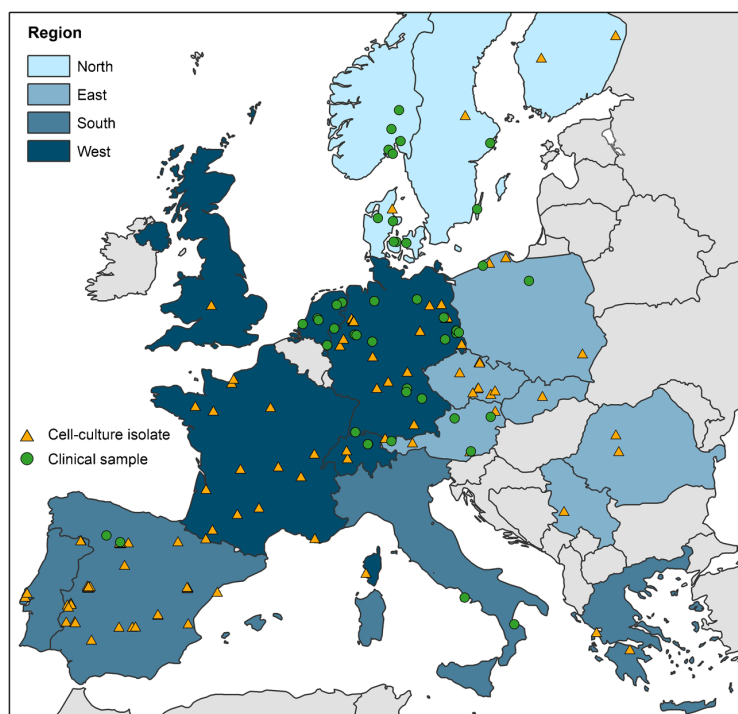 Region
North
East
South
West
Cell-culture isolate
Clinical sample